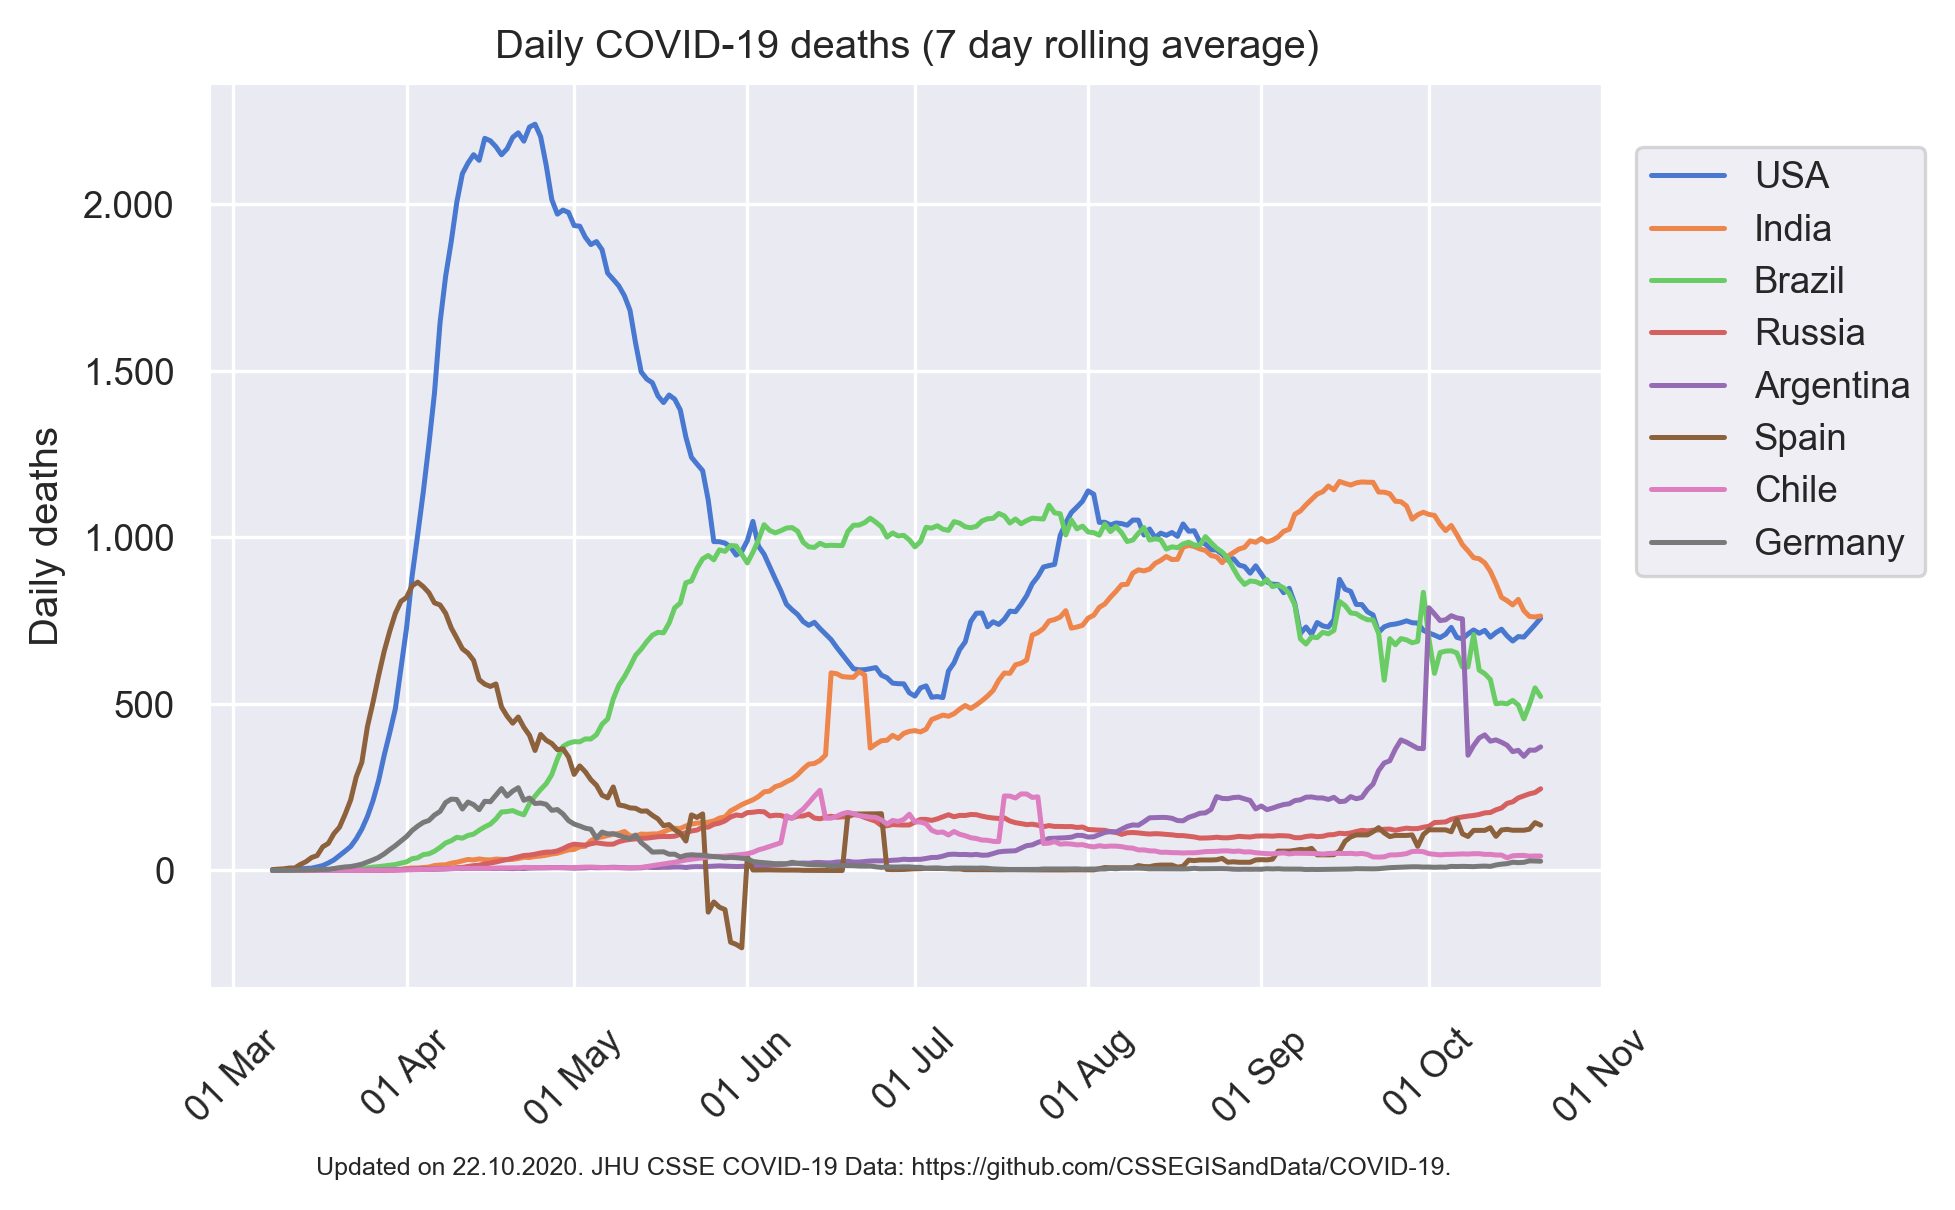 Daily COVID-19 deaths (7 day rolling average)
Daily deaths
2.000
1.500
1.000
500
0
01 Mar
01 Apr
01 May
01 Jun
01 Jul
01 Aug
01 Sep
01 Oct
01 Nov
USA
India
Brazil
Russia
Argentina
Spain
Chile
Germany
Updated on 22.10.2020. JHU CSSE COVID-19 Data: https://github.com/CSSEGISandData/COVID-19.